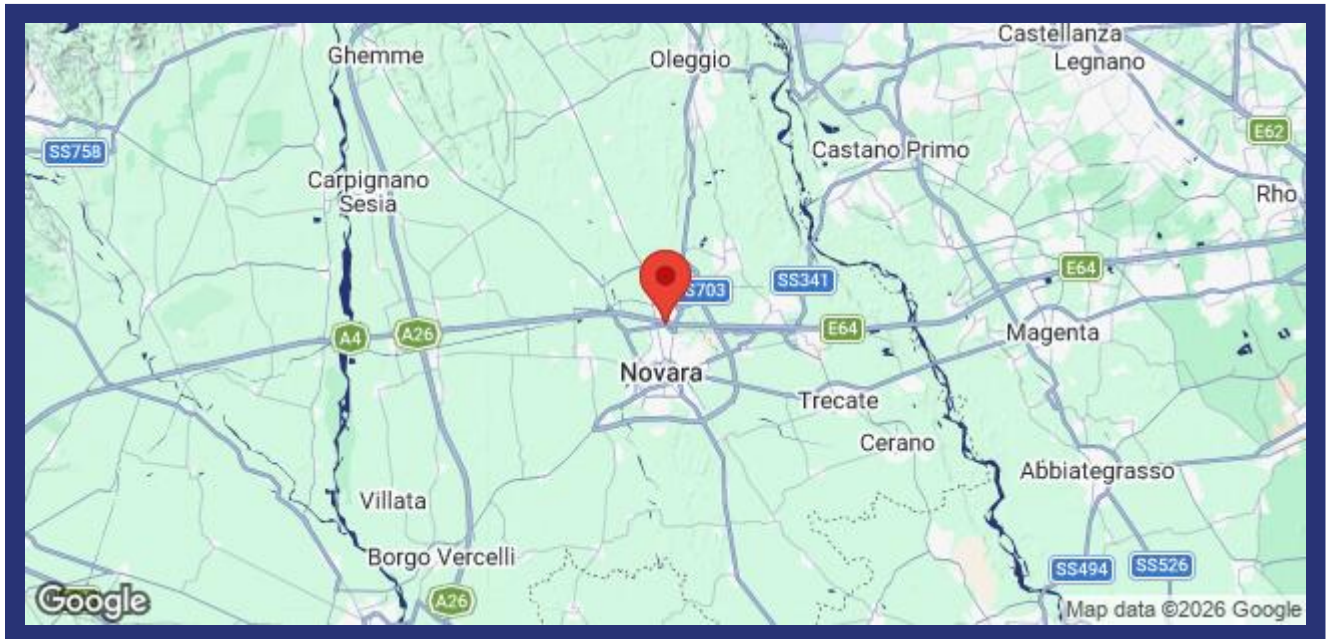 Castellanza
Ghemme
Oleggio
Legnano
E62
SS758
Castano Primo
Carpignano
Sesia
Rho
E64
SS341
S703
A4
A26
E64
Magenta
Novara
Trecate
Cerano
Abbiategrasso
Villata
Borgo Vercelli
SS494
SS526
A26
Google
Map data ©2026 Google